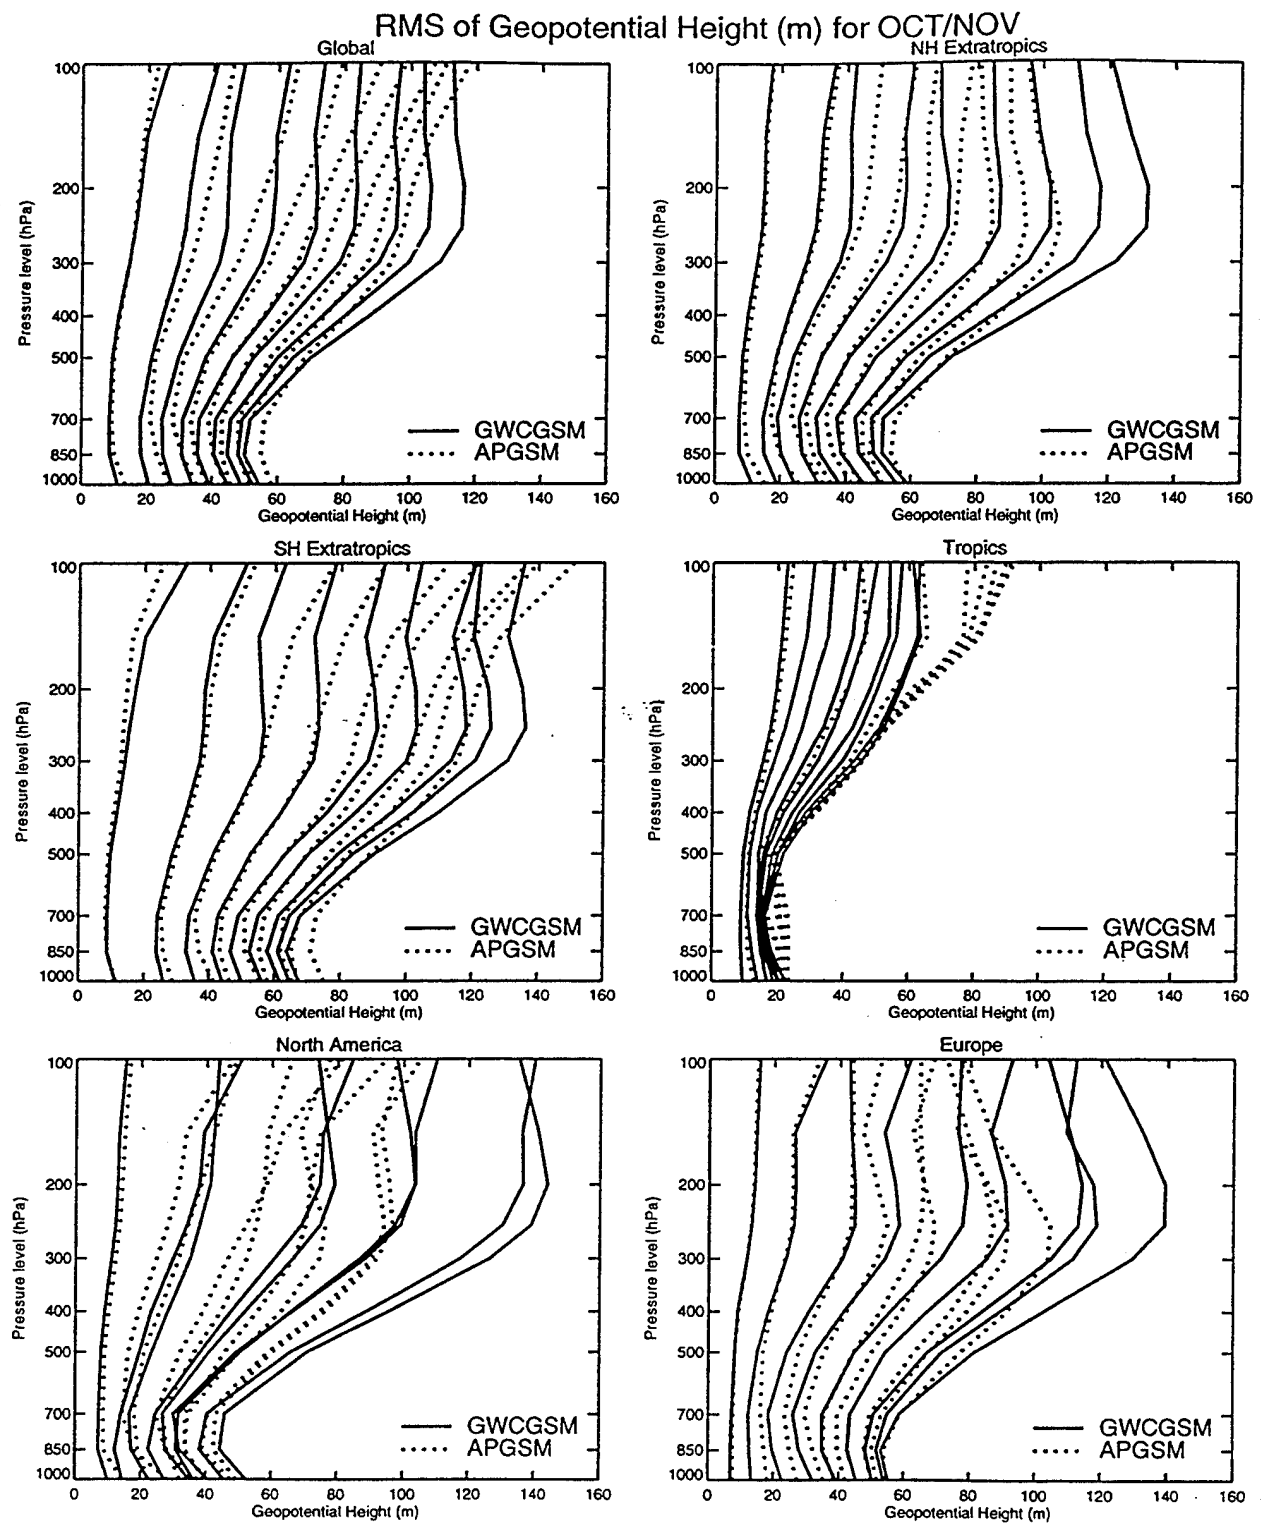 RMS of Geopotential Height (m) for OCT/NOV
Global
100
200
300
400
500
700
850
1000
Pressure level (hPa)
GWCGSM
APGSM
0 20 40 60 80 100 120 140 160
Geopotential Height (m)
NH Extratropics
100
200
300
400
500
700
850
1000
Pressure level (hPa)
GWCGSM
APGSM
0 20 40 60 80 100 120 140 160
Geopotential Height (m)
SH Extratropics
100
200
300
400
500
700
850
1000
Pressure level (hPa)
GWCGSM
APGSM
0 20 40 60 80 100 120 140 160
Geopotential Height (m)
Tropics
100
200
300
400
500
700
850
1000
Pressure level (hPa)
GWCGSM
APGSM
0 20 40 60 80 100 120 140 160
Geopotential Height (m)
North America
100
200
300
400
500
700
850
1000
Pressure level (hPa)
GWCGSM
APGSM
0 20 40 60 80 100 120 140 160
Geopotential Height (m)
Europe
100
200
300
400
500
700
850
1000
Pressure level (hPa)
GWCGSM
APGSM
0 20 40 60 80 100 120 140 160
Geopotential Height (m)